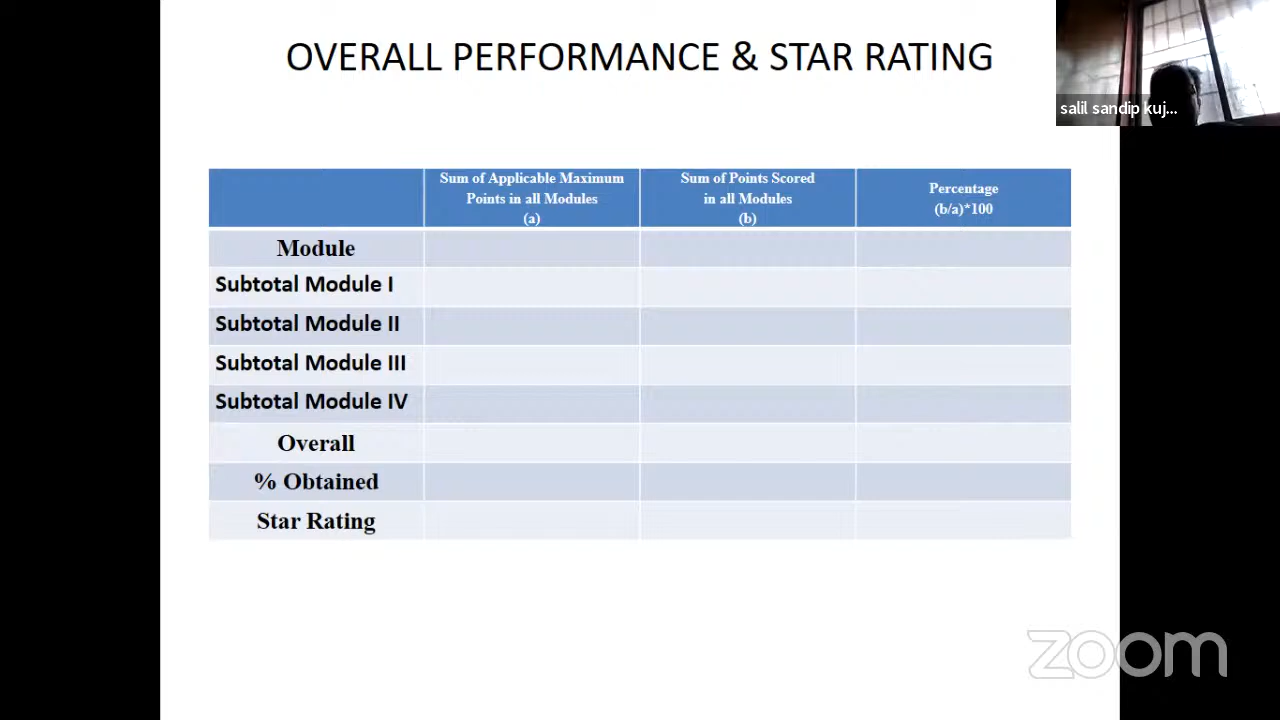 OVERALL PERFORMANCE & STAR RATING
salil sandip kuj...
Sum of Applicable Maximum
Points in all Modules
(a)
Sum of Points Scored
in all Modules
(b)
Percentage
(b/a)*100
Module
Subtotal Module I
Subtotal Module II
Subtotal Module III
Subtotal Module IV
Overall
% Obtained
Star Rating
zoom